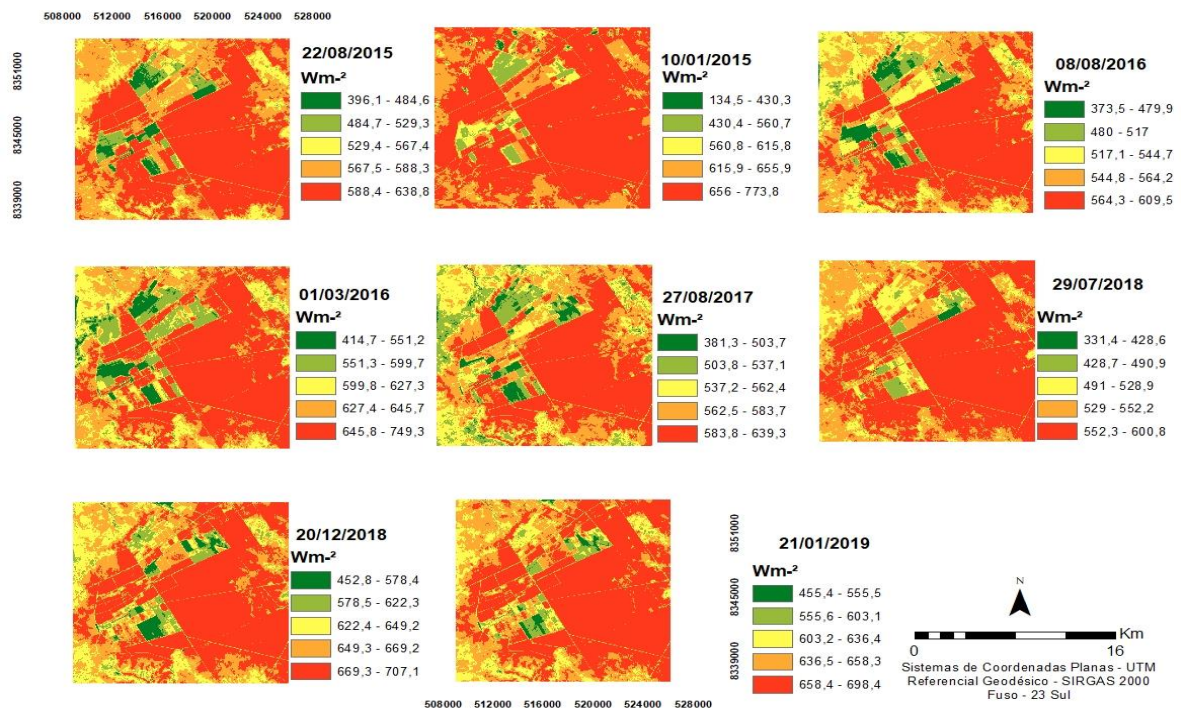 508000 512000 516000 520000 524000 528000
8351000
8345000
8339000
22/08/2015
Wm-²
396,1 - 484,6
484,7 - 529,3
529,4 - 567,4
567,5 - 588,3
588,4 - 638,8
10/01/2015
Wm-²
134,5 - 430,3
430,4 - 560,7
560,8 - 615,8
615,9 - 655,9
656 - 773,8
08/08/2016
Wm-²
373,5 - 479,9
480 - 517
517,1 - 544,7
544,8 - 564,2
564,3 - 609,5
01/03/2016
Wm-²
414,7 - 551,2
551,3 - 599,7
599,8 - 627,3
627,4 - 645,7
645,8 - 749,3
27/08/2017
Wm-²
381,3 - 503,7
503,8 - 537,1
537,2 - 562,4
562,5 - 583,7
583,8 - 639,3
29/07/2018
Wm-²
331,4 - 428,6
428,7 - 490,9
491 - 528,9
529 - 552,2
552,3 - 600,8
20/12/2018
Wm-²
452,8 - 578,4
578,5 - 622,3
622,4 - 649,2
649,3 - 669,2
669,3 - 707,1
508000 512000 516000 520000 524000 528000
8351000
8345000
8339000
21/01/2019
Wm-²
455,4 - 555,5
555,6 - 603,1
603,2 - 636,4
636,5 - 658,3
658,4 - 698,4
N
Km
0 16
Sistemas de Coordenadas Planas - UTM
Referencial Geodésico - SIRGAS 2000
Fuso - 23 Sul